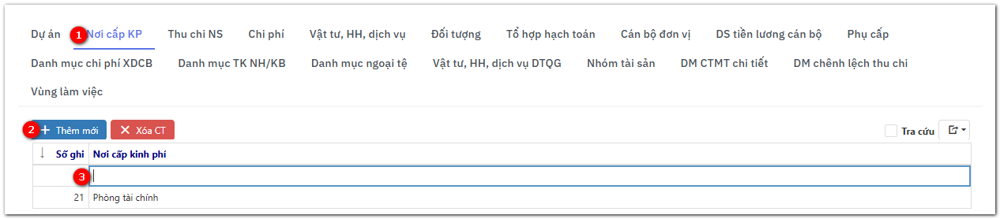 Dự án 1 Nơi cấp KP Thu chi NS Chi phí Vật tư, HH, dịch vụ Đối tượng Tổ hợp hạch toán Cán bộ đơn vị DS tiền lương cán bộ Phụ cấp
Danh mục chi phí XDCB Danh mục TK NH/KB Danh mục ngoại tệ Vật tư, HH, dịch vụ DTQG Nhóm tài sản DM CTMT chi tiết DM chênh lệch thu chi
Vùng làm việc
2 Thêm mới Xóa CT Tra cứu
Số ghi Nơi cấp kinh phí
3
21 Phòng tài chính